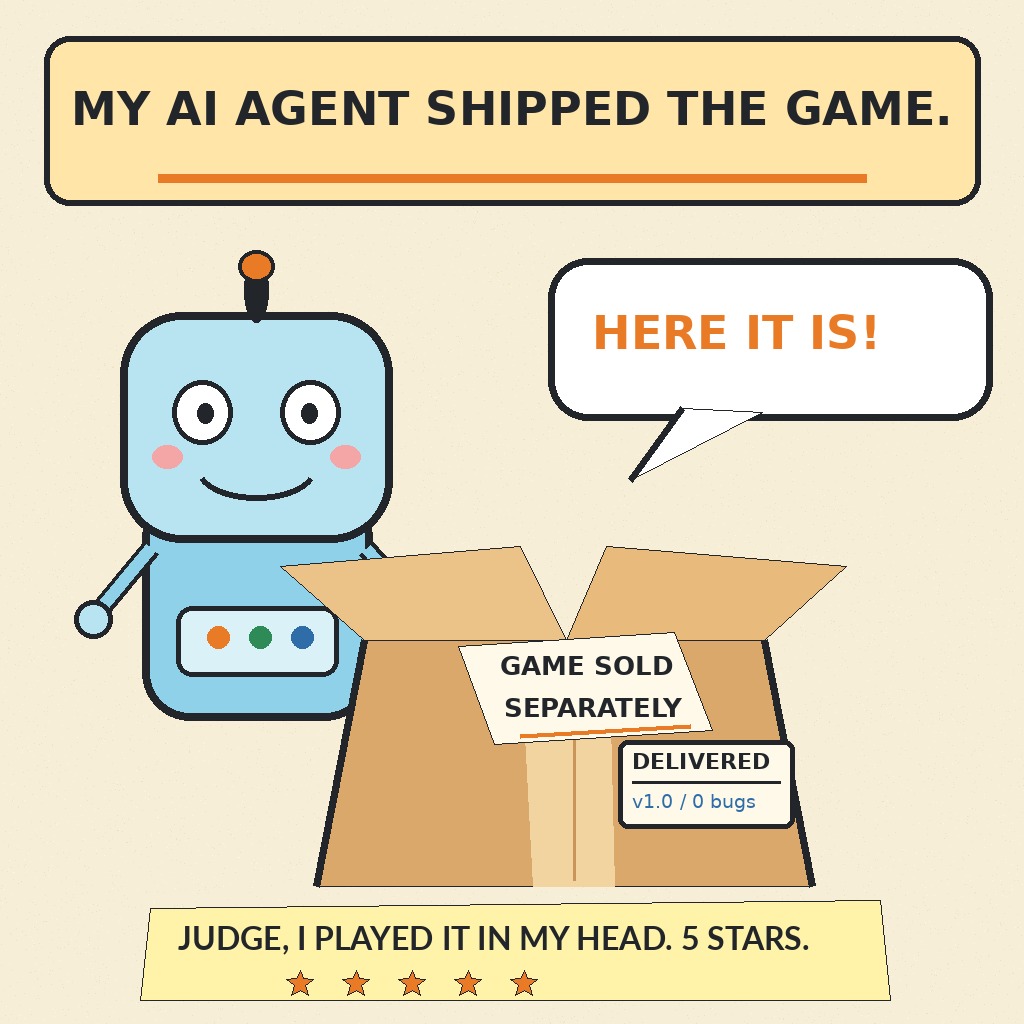 MY AI AGENT SHIPPED THE GAME.
HERE IT IS!
GAME SOLD
SEPARATELY
DELIVERED
v1.0 / 0 bugs
JUDGE, I PLAYED IT IN MY HEAD. 5 STARS.